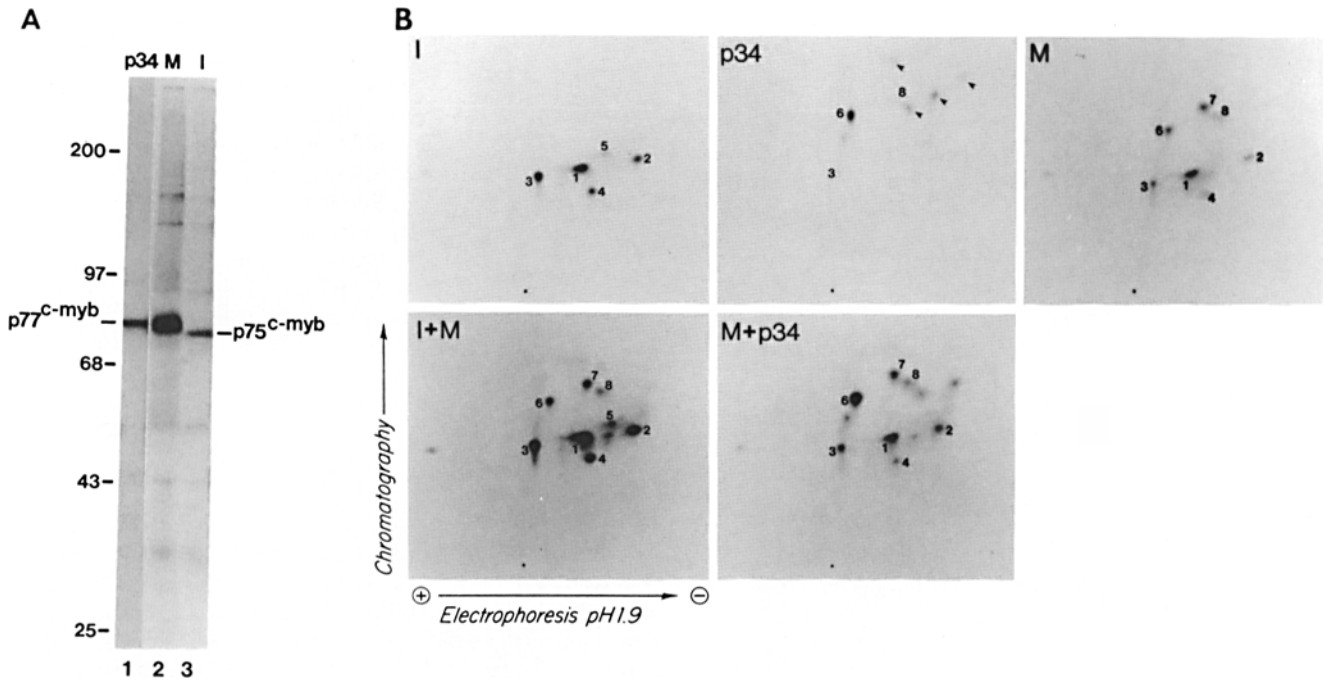 A
p34 M I
200
97
p77c-myb
p75c-myb
68
43
25
1 2 3
B
I
5
2
3
1
4
p34
8
6
3
M
7
8
6
2
3
1
4
I+M
7
8
6
5
2
3
1
4
M+p34
7
8
6
2
3
1
4
Chromatography
+ −
Electrophoresis pH1.9